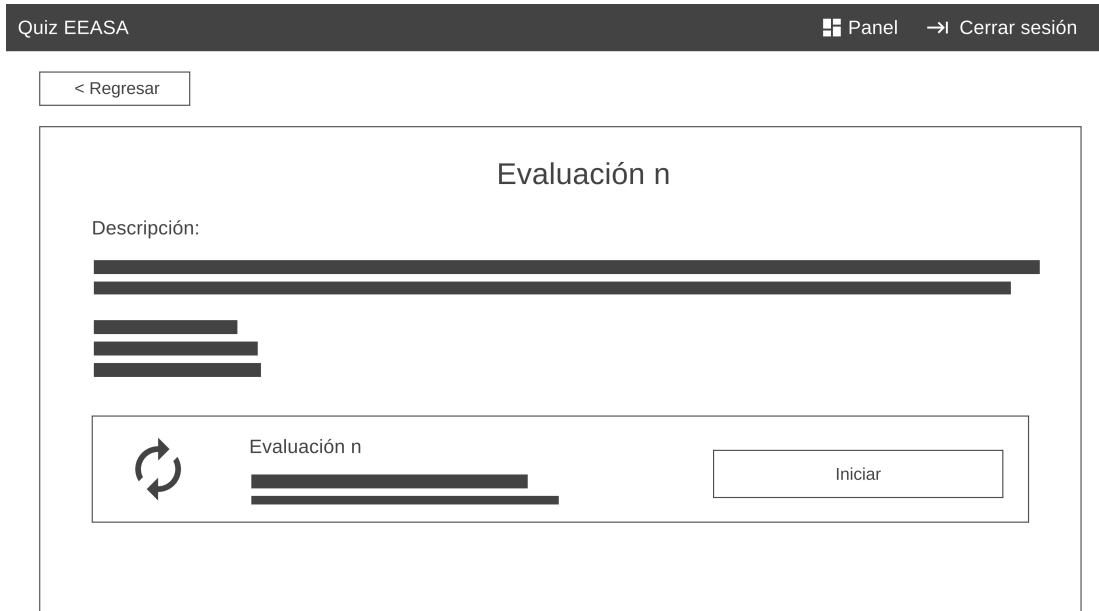 Quiz EEASA
Panel
Cerrar sesión
< Regresar
Evaluación n
Descripción:
Evaluación n
Iniciar